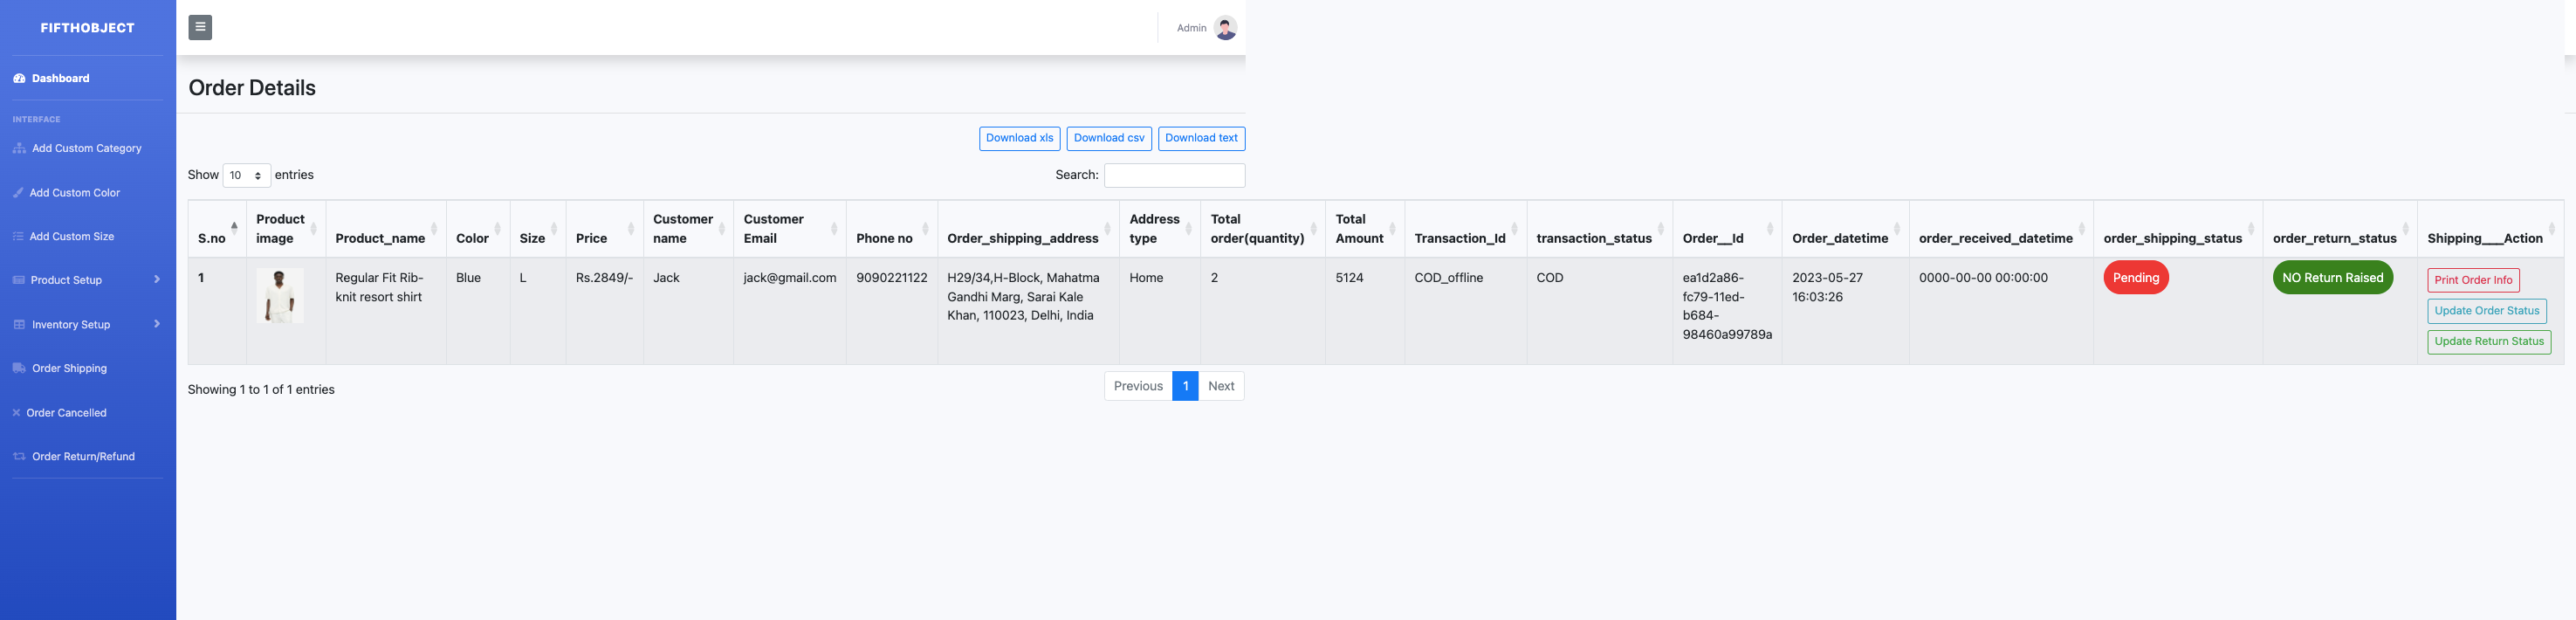 FIFTHOBJECT
Admin
Dashboard
INTERFACE
Add Custom Category
Add Custom Color
Add Custom Size
Product Setup
Inventory Setup
Order Shipping
Order Cancelled
Order Return/Refund
Order Details
Download xls Download csv Download text
Show 10 entries
Search:
S.no
Product
image
Product_name
Color
Size
Price
Customer
name
Customer
Email
Phone no
Order_shipping_address
Address
type
Total
order(quantity)
Total
Amount
Transaction_Id
transaction_status
Order__Id
Order_datetime
order_received_datetime
order_shipping_status
order_return_status
Shipping___Action
1
Regular Fit Rib-
knit resort shirt
Blue
L
Rs.2849/-
Jack
jack@gmail.com
9090221122
H29/34,H-Block, Mahatma
Gandhi Marg, Sarai Kale
Khan, 110023, Delhi, India
Home
2
5124
COD_offline
COD
ea1d2a86-
fc79-11ed-
b684-
98460a99789a
2023-05-27
16:03:26
0000-00-00 00:00:00
Pending
NO Return Raised
Print Order Info
Update Order Status
Update Return Status
Showing 1 to 1 of 1 entries
Previous 1 Next